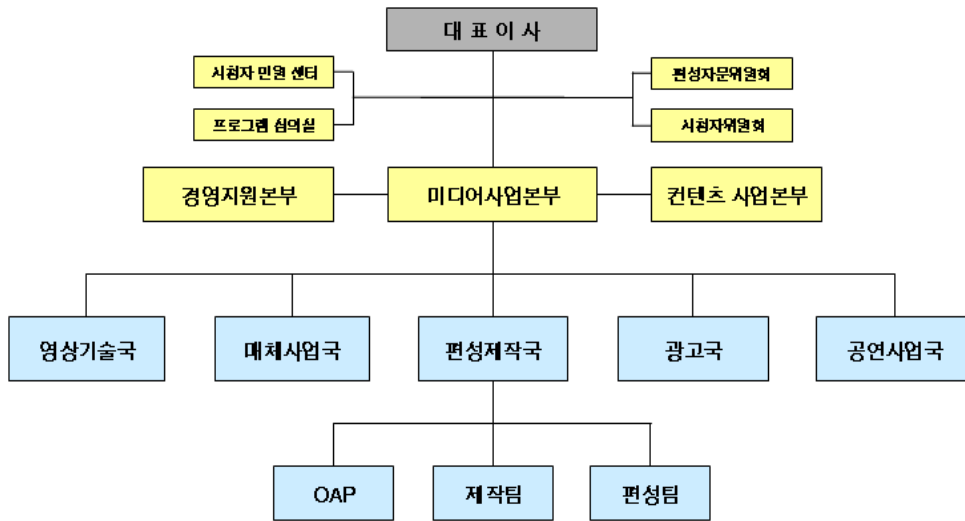 대 표 이 사
시청자 민원 센터
편성자문위원회
프로그램 심의실
시청자위원회
경영지원본부
미디어사업본부
컨텐츠 사업본부
영상기술국
매체사업국
편성제작국
광고국
공연사업국
OAP
제작팀
편성팀